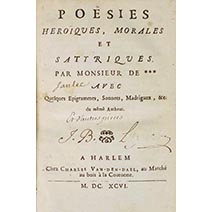 POËSIES
HEROIQUES, MORALES
ET
SATYRIQUES.
PAR MONSIEUR DE ***
AVEC
Quelques Epigrammes, Sonnets, Madrigaux, &c.
du même Autheur.
J. B.
A HARLEM
Chez CHARLES VAN-DEN-DAEL, au Marché
au bois à la Couronne.
M. DC. XCVI.